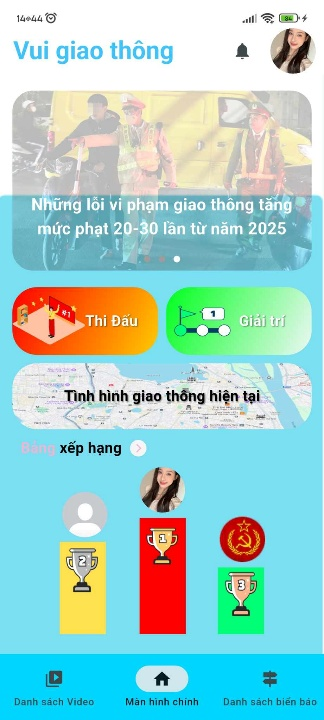 14:44
34
Vui giao thông
Những lỗi vi phạm giao thông tăng
mức phạt 20-30 lần từ năm 2025
#1
Thi Đấu
1
Giải trí
Tình hình giao thông hiện tại
Bảng xếp hạng
1
2
3
Danh sách Video
Màn hình chính
Danh sách biển báo